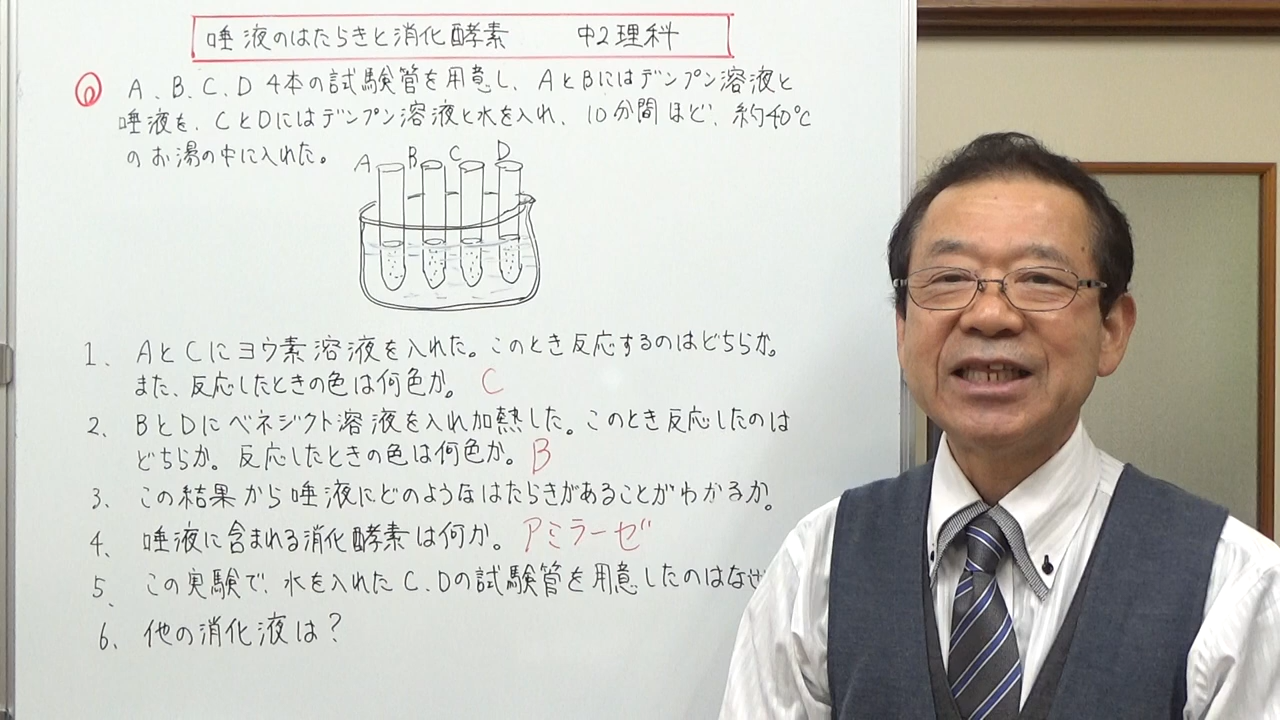 唾液のはたらきと消化酵素 中2理科
Q A、B、C、D 4本の試験管を用意し、AとBにはデンプン溶液と
唾液を、CとDにはデンプン溶液と水を入れ、10分間ほど、約40℃
のお湯の中に入れた。
A B C D
1、AとCにヨウ素溶液を入れた。このとき反応するのはどちらか。
また、反応したときの色は何色か。 C
2、BとDにベネジクト溶液を入れ加熱した。このとき反応したのは
どちらか。反応したときの色は何色か。 B
3、この結果から唾液にどのようなはたらきがあることがわかるか。
4、唾液に含まれる消化酵素は何か。 アミラーゼ
5、この実験で、水を入れたC、Dの試験管を用意したのはなぜ
6、他の消化液は?